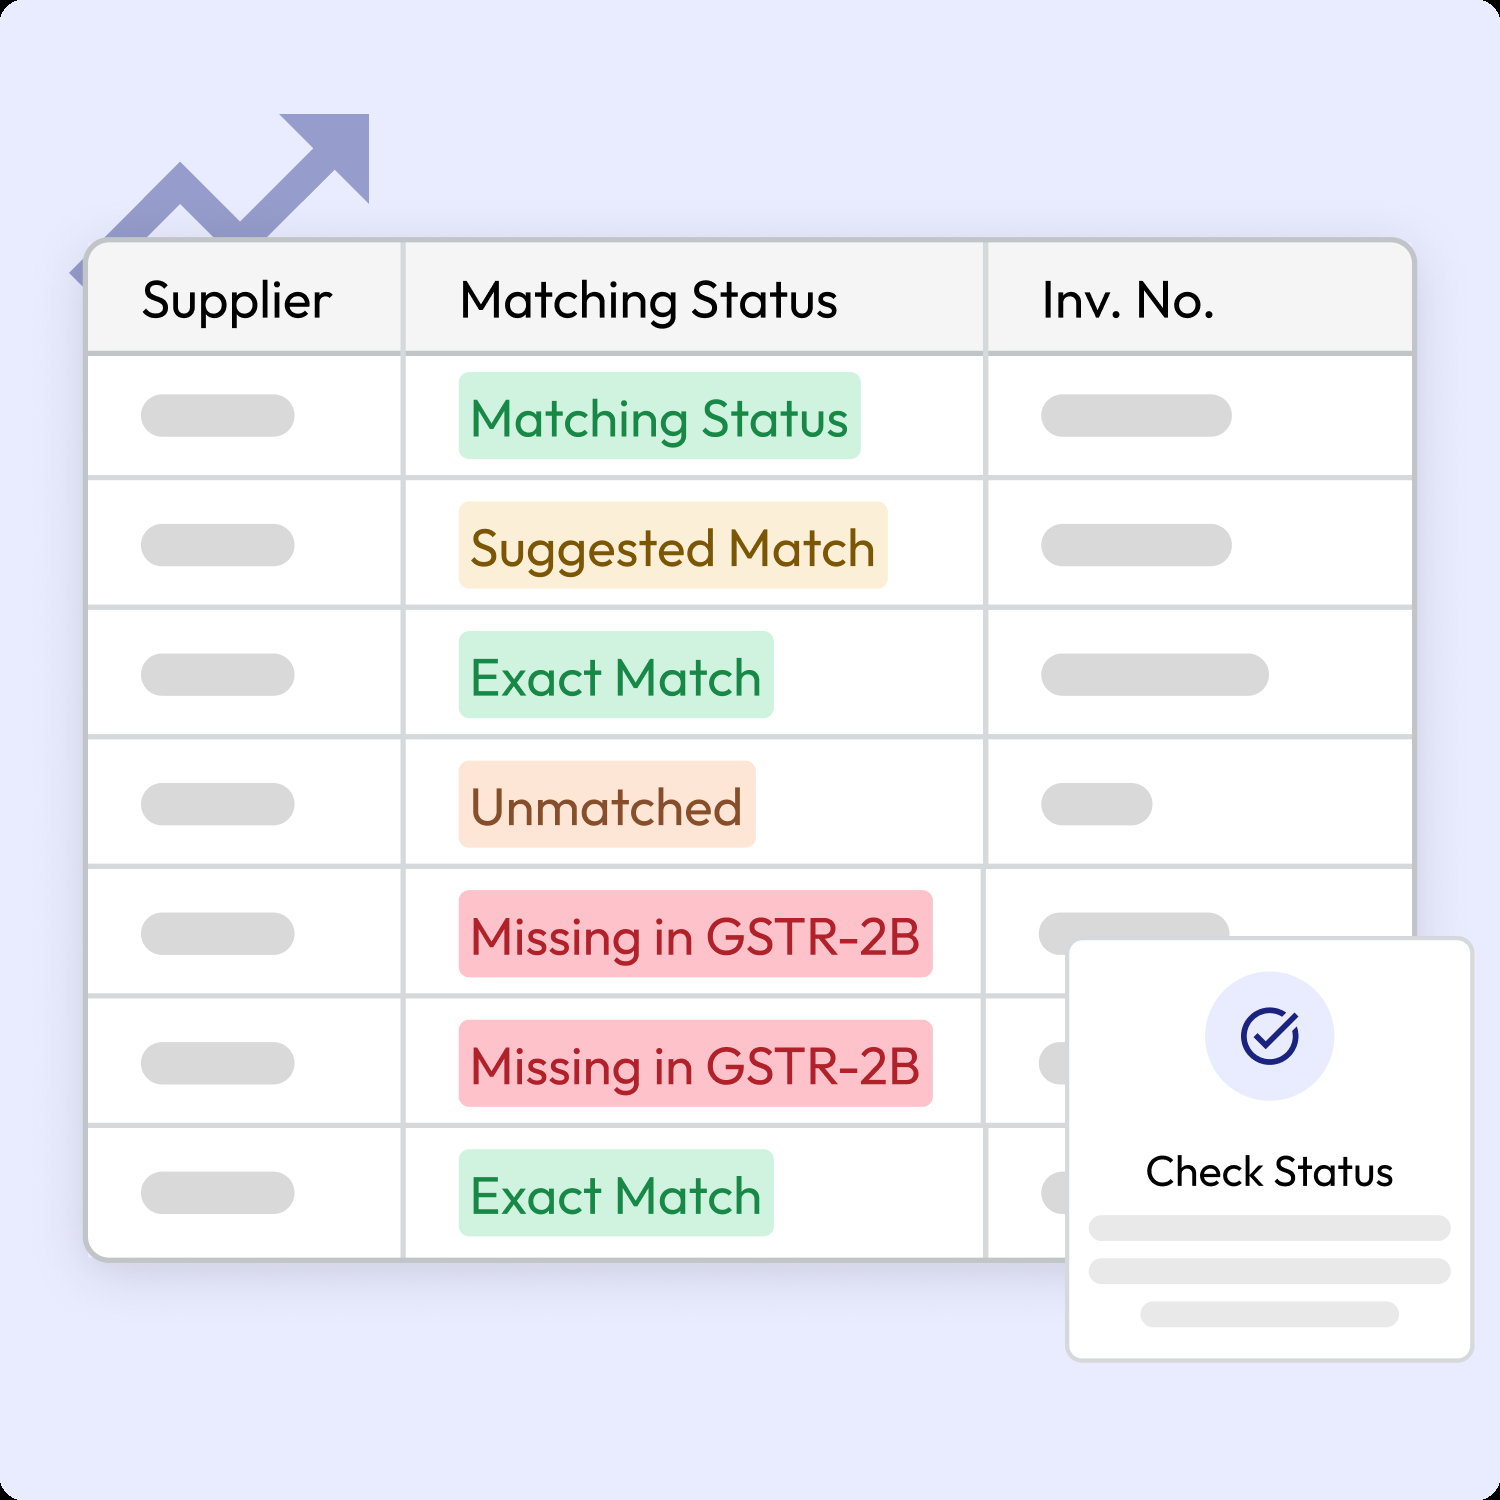 Supplier
Matching Status
Inv. No.
Matching Status
Suggested Match
Exact Match
Unmatched
Missing in GSTR-2B
Missing in GSTR-2B
Exact Match
Check Status